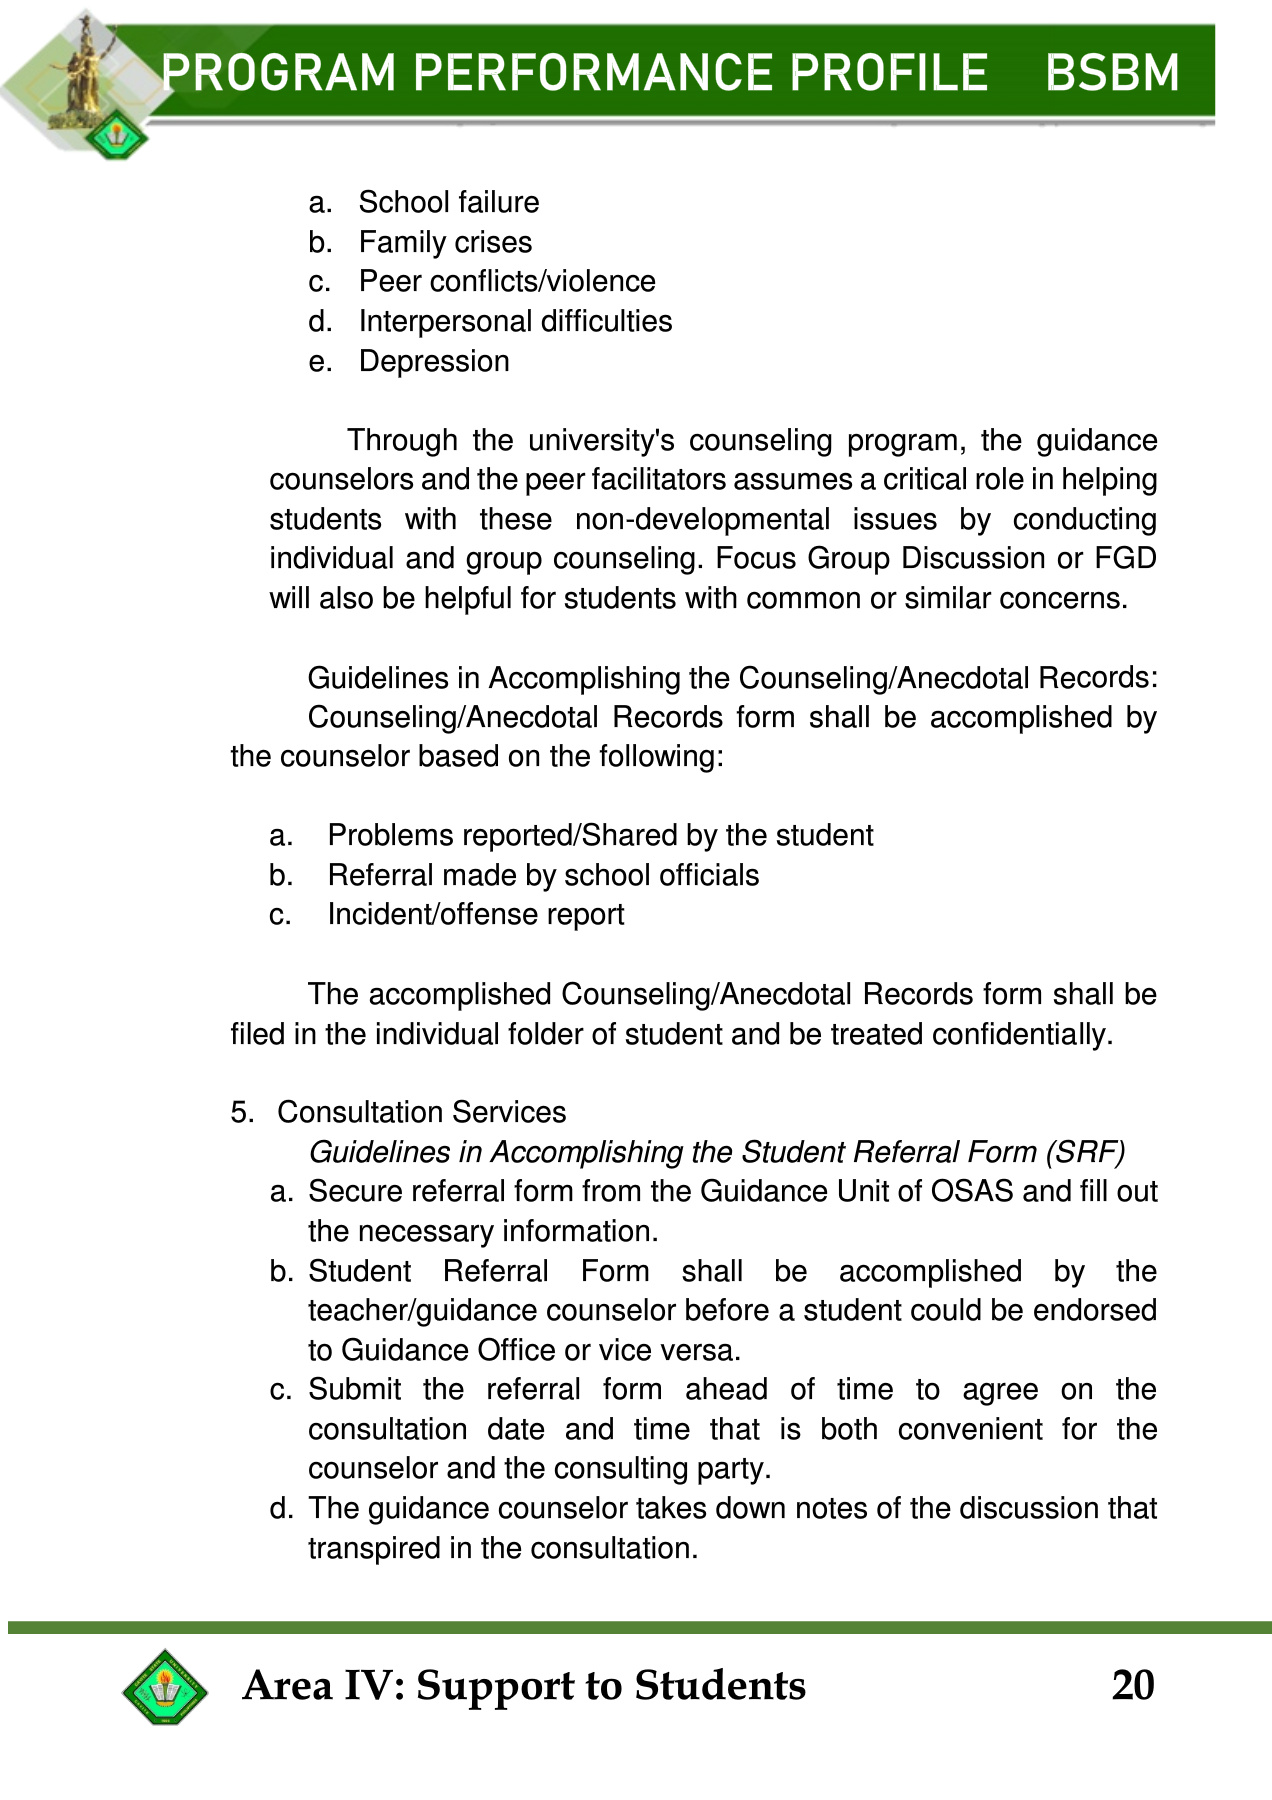 PROGRAM PERFORMANCE PROFILE BSBM
a. School failure
b. Family crises
c. Peer conflicts/violence
d. Interpersonal difficulties
e. Depression
Through the university's counseling program, the guidance
counselors and the peer facilitators assumes a critical role in helping
students with these non-developmental issues by conducting
individual and group counseling. Focus Group Discussion or FGD
will also be helpful for students with common or similar concerns.
Guidelines in Accomplishing the Counseling/Anecdotal Records:
Counseling/Anecdotal Records form shall be accomplished by
the counselor based on the following:
a. Problems reported/Shared by the student
b. Referral made by school officials
c. Incident/offense report
The accomplished Counseling/Anecdotal Records form shall be
filed in the individual folder of student and be treated confidentially.
5. Consultation Services
Guidelines in Accomplishing the Student Referral Form (SRF)
a. Secure referral form from the Guidance Unit of OSAS and fill out
the necessary information.
b. Student Referral Form shall be accomplished by the
teacher/guidance counselor before a student could be endorsed
to Guidance Office or vice versa.
c. Submit the referral form ahead of time to agree on the
consultation date and time that is both convenient for the
counselor and the consulting party.
d. The guidance counselor takes down notes of the discussion that
transpired in the consultation.
Area IV: Support to Students 20